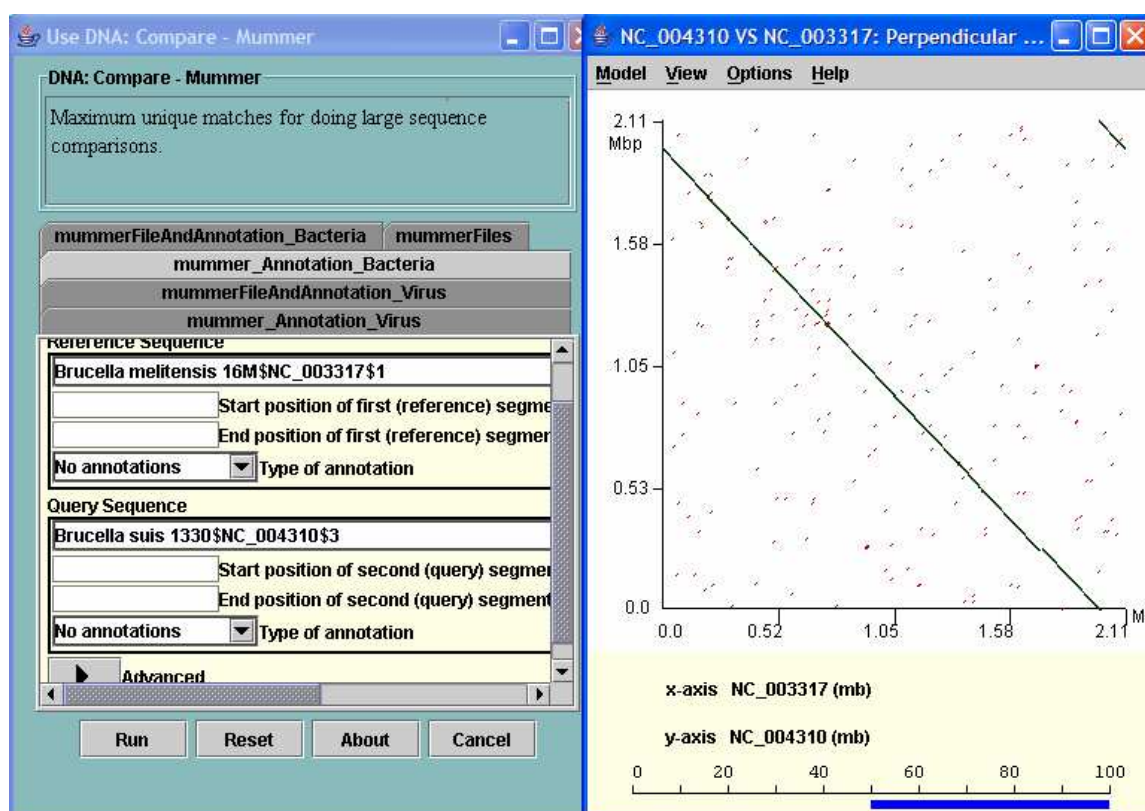 Use DNA: Compare - Mummer
DNA: Compare - Mummer
Maximum unique matches for doing large sequence
comparisons.
mummerFileAndAnnotation_Bacteria mummerFiles
mummer_Annotation_Bacteria
mummerFileAndAnnotation_Virus
mummer_Annotation_Virus
Reference Sequence
Brucella melitensis 16M$NC_003317$1
Start position of first (reference) segme
End position of first (reference) segmen
No annotations Type of annotation
Query Sequence
Brucella suis 1330$NC_004310$3
Start position of second (query) segme
End position of second (query) segment
No annotations Type of annotation
Advanced
Run Reset About Cancel
NC_004310 VS NC_003317: Perpendicular ...
Model View Options Help
2.11
Mbp
1.58
1.05
0.53
0.0
0.0 0.52 1.05 1.58 2.11 M
x-axis NC_003317 (mb)
y-axis NC_004310 (mb)
0 20 40 60 80 100